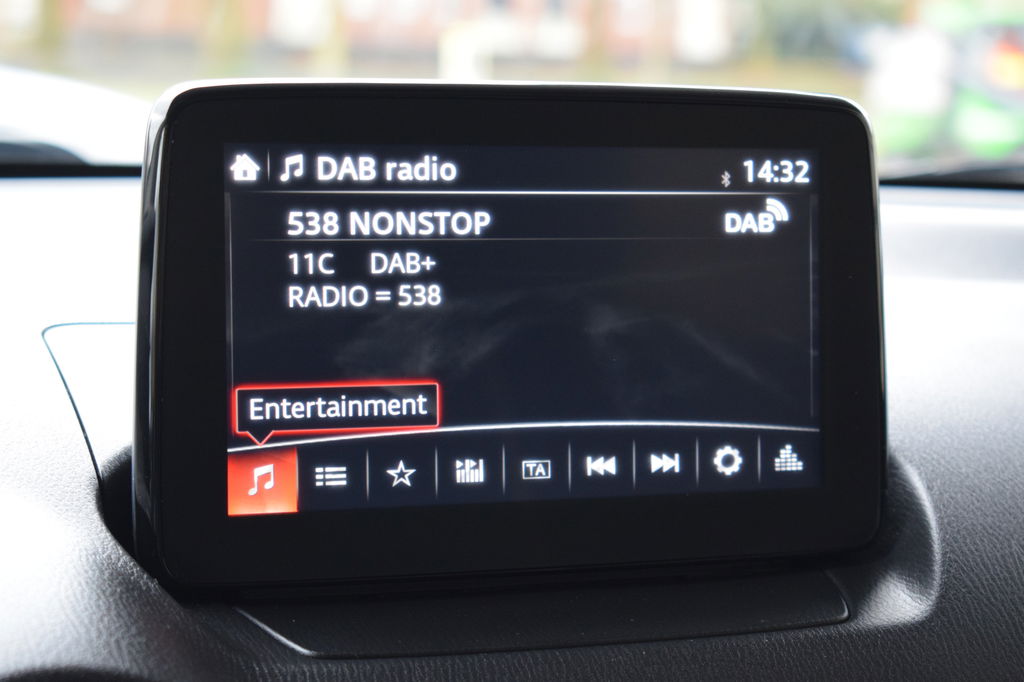 DAB radio 14:32
538 NONSTOP DAB
11C DAB+
RADIO = 538
Entertainment
TA